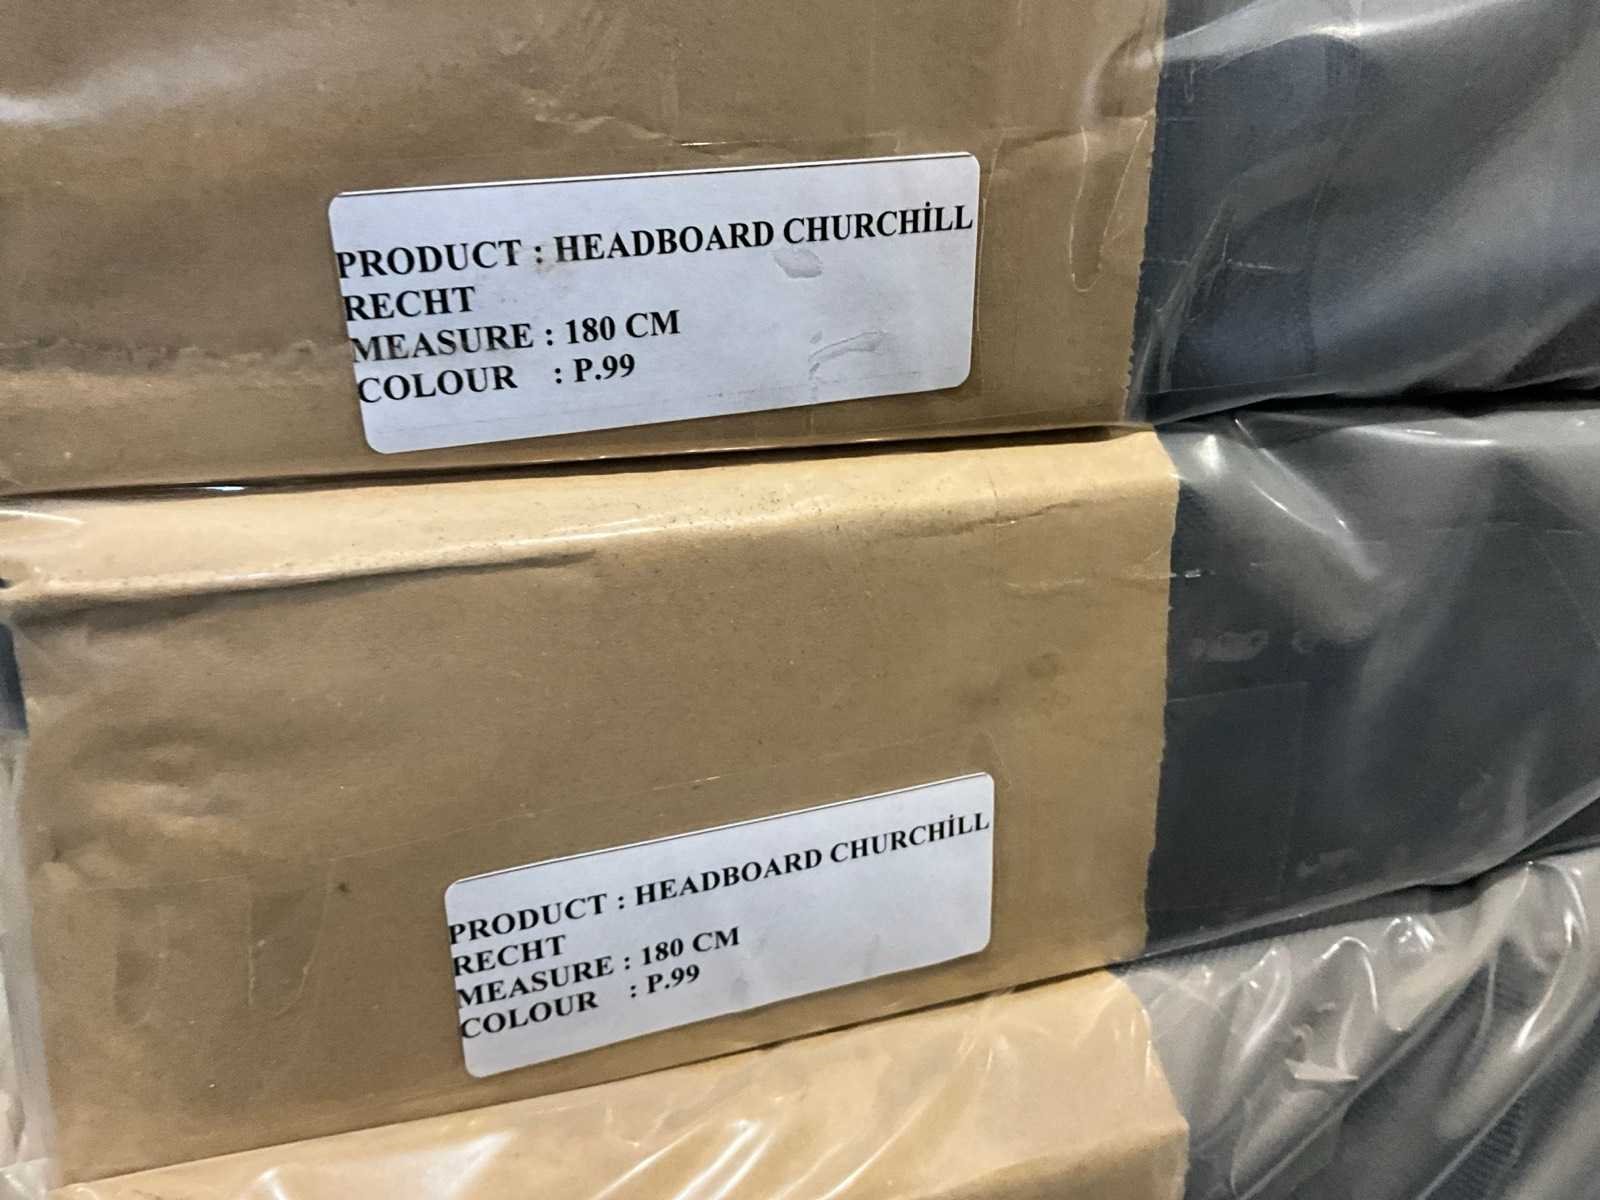 PRODUCT : HEADBOARD CHURCHİLL
RECHT
MEASURE : 180 CM
COLOUR : P.99
PRODUCT : HEADBOARD CHURCHİLL
RECHT
MEASURE : 180 CM
COLOUR : P.99